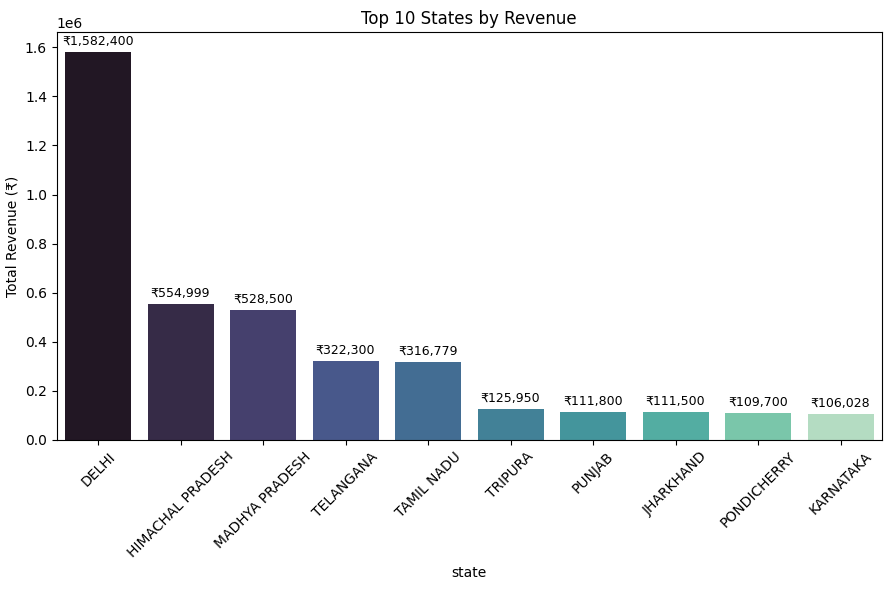 Top 10 States by Revenue
1e6
Total Revenue (₹)
1.6
1.4
1.2
1.0
0.8
0.6
0.4
0.2
0.0
₹1,582,400
₹554,999
₹528,500
₹322,300
₹316,779
₹125,950
₹111,800
₹111,500
₹109,700
₹106,028
DELHI
HIMACHAL PRADESH
MADHYA PRADESH
TELANGANA
TAMIL NADU
TRIPURA
PUNJAB
JHARKHAND
PONDICHERRY
KARNATAKA
state